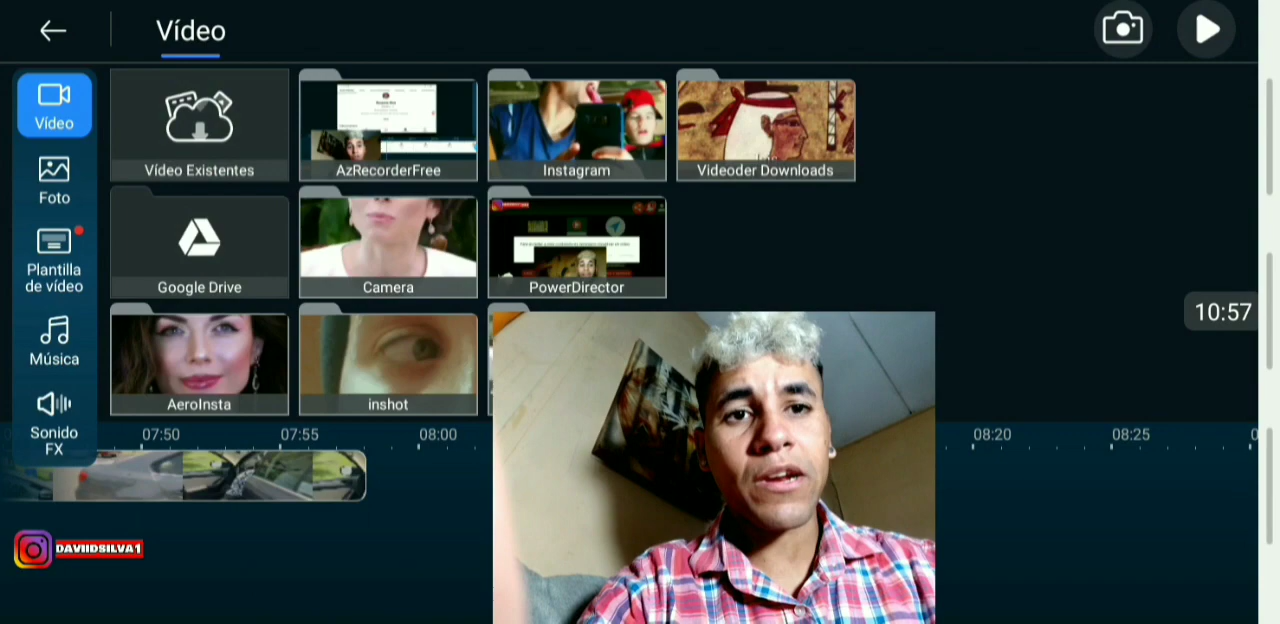 Vídeo
Vídeo
Foto
Plantilla
de vídeo
Música
Sonido
FX
Vídeo Existentes
AzRecorderFree
Instagram
Videoder Downloads
Google Drive
Camera
PowerDirector
AeroInsta
inshot
10:57
07:50
07:55
08:00
08:20
08:25
DAVIIDSILVA1